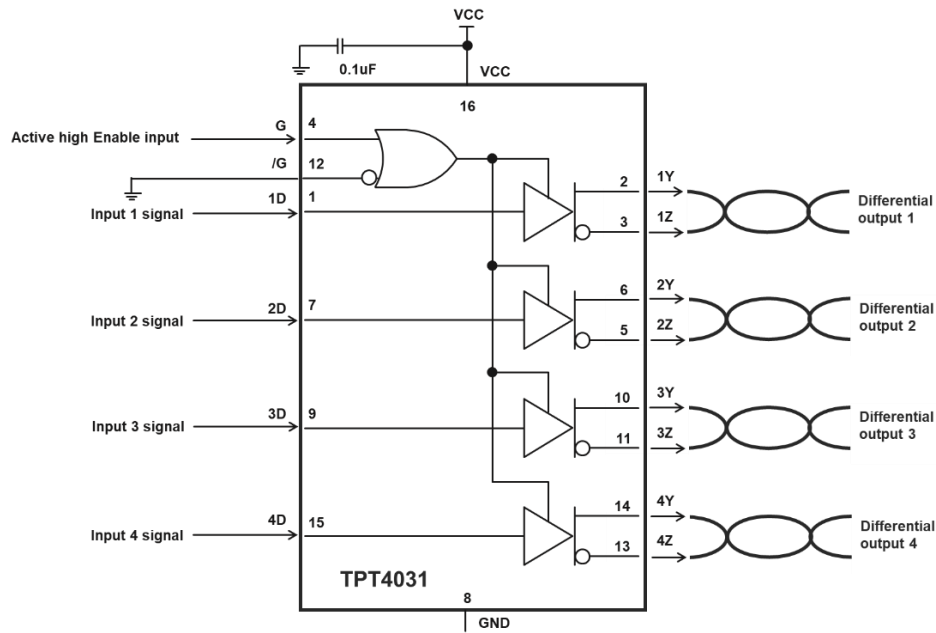 VCC
0.1uF
VCC
16
Active high Enable input
G
4
/G
12
1D
1
Input 1 signal
2
1Y
3
1Z
Differential
output 1
Input 2 signal
2D
7
6
2Y
5
2Z
Differential
output 2
Input 3 signal
3D
9
10
3Y
11
3Z
Differential
output 3
Input 4 signal
4D
15
14
4Y
13
4Z
Differential
output 4
TPT4031
8
GND